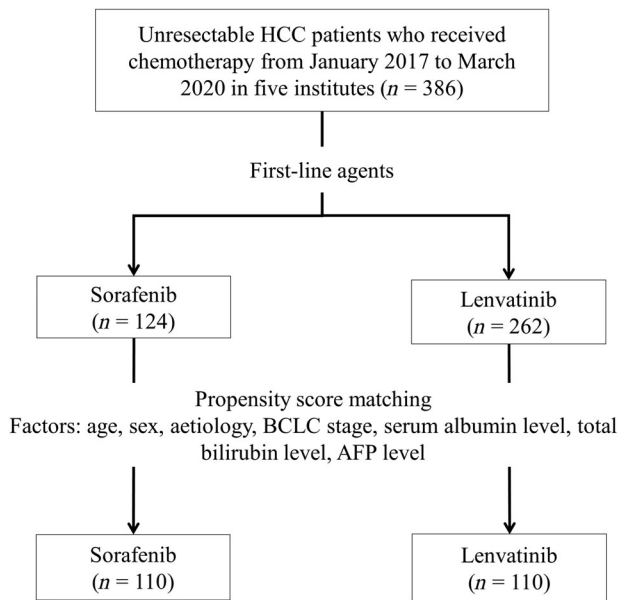 Unresectable HCC patients who received
chemotherapy from January 2017 to March
2020 in five institutes (n = 386)
First-line agents
Sorafenib
(n = 124)
Lenvatinib
(n = 262)
Propensity score matching
Factors: age, sex, aetiology, BCLC stage, serum albumin level, total
bilirubin level, AFP level
Sorafenib
(n = 110)
Lenvatinib
(n = 110)